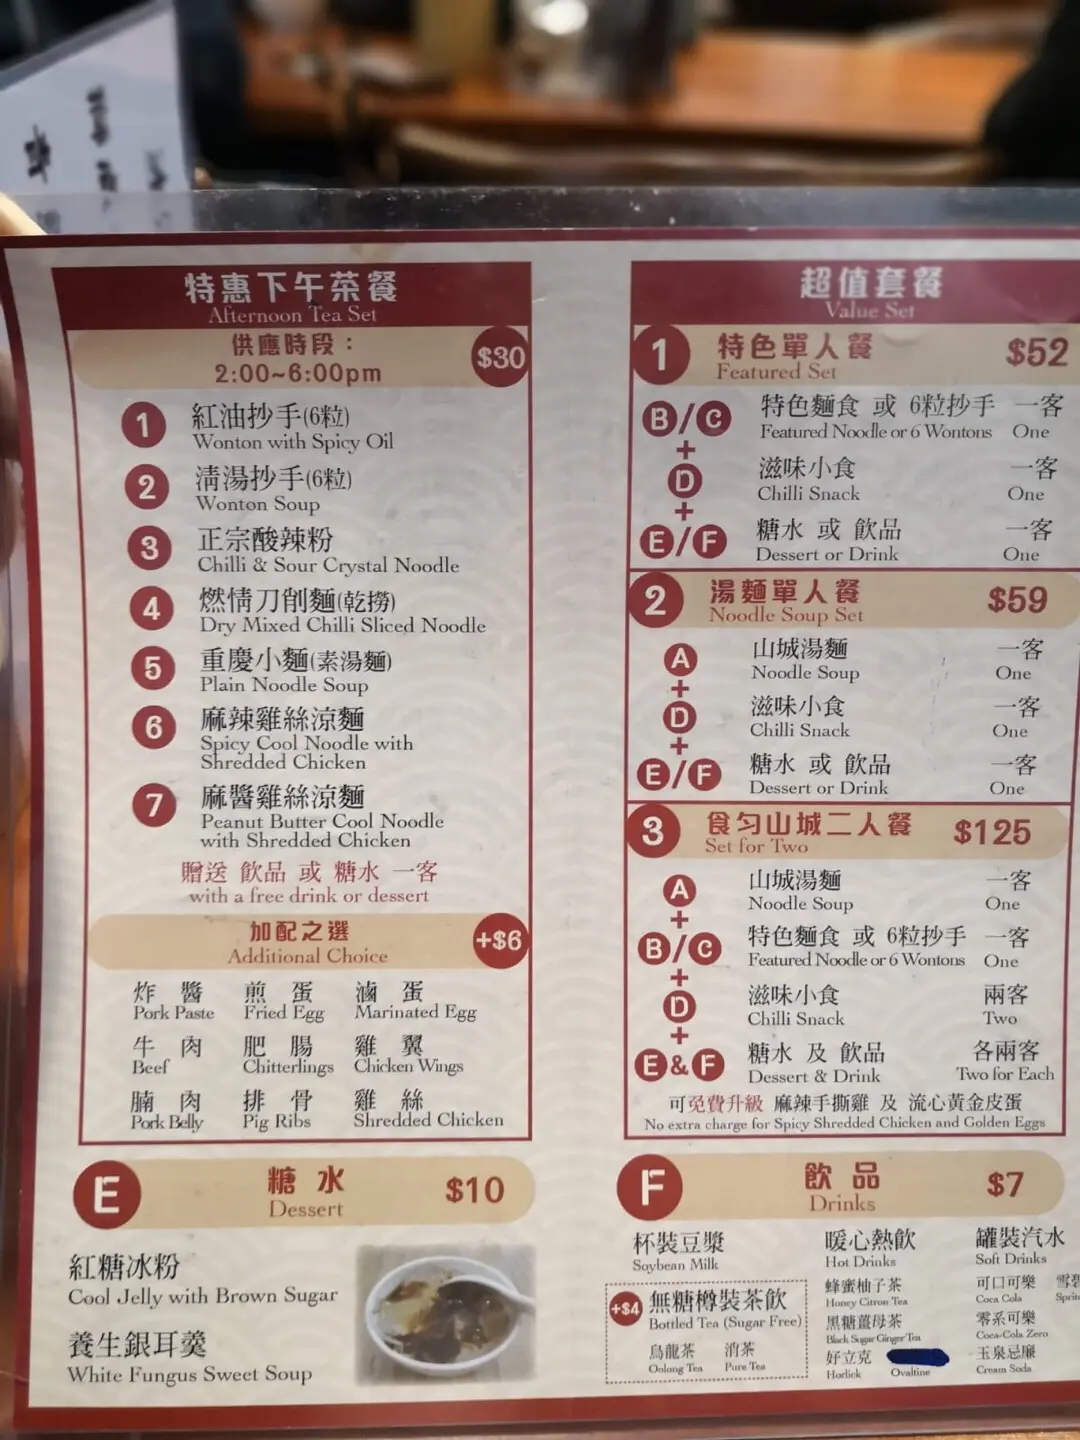 特惠下午茶餐
Afternoon Tea Set
供應時段：
2:00~6:00pm
$30
1 紅油抄手(6粒)
Wonton with Spicy Oil
2 清湯抄手(6粒)
Wonton Soup
3 正宗酸辣粉
Chilli & Sour Crystal Noodle
4 燃情刀削麵(乾撈)
Dry Mixed Chilli Sliced Noodle
5 重慶小麵(素湯麵)
Plain Noodle Soup
6 麻辣雞絲涼麵
Spicy Cool Noodle with
Shredded Chicken
7 麻醬雞絲涼麵
Peanut Butter Cool Noodle
with Shredded Chicken
贈送 飲品 或 糖水 一客
with a free drink or dessert
加配之選 +$6
Additional Choice
炸醬 煎蛋 滷蛋
Pork Paste Fried Egg Marinated Egg
牛肉 肥腸 雞翼
Beef Chitterlings Chicken Wings
腩肉 排骨 雞絲
Pork Belly Pig Ribs Shredded Chicken
超值套餐
Value Set
1 特色單人餐 $52
Featured Set
B/C 特色麵食 或 6粒抄手 一客
Featured Noodle or 6 Wontons One
+
D 滋味小食 一客
Chilli Snack One
+
E/F 糖水 或 飲品 一客
Dessert or Drink One
2 湯麵單人餐 $59
Noodle Soup Set
A 山城湯麵 一客
Noodle Soup One
+
D 滋味小食 一客
Chilli Snack One
+
E/F 糖水 或 飲品 一客
Dessert or Drink One
3 食匀山城二人餐 $125
Set for Two
A 山城湯麵 一客
Noodle Soup One
+
B/C 特色麵食 或 6粒抄手 一客
Featured Noodle or 6 Wontons One
+
D 滋味小食 兩客
Chilli Snack Two
+
E&F 糖水 及 飲品 各兩客
Dessert & Drink Two for Each
可免費升級 麻辣手撕雞 及 流心黃金皮蛋
No extra charge for Spicy Shredded Chicken and Golden Eggs
E 糖水 $10
Dessert
紅糖冰粉
Cool Jelly with Brown Sugar
養生銀耳羹
White Fungus Sweet Soup
F 飲品 $7
Drinks
杯裝豆漿
Soybean Milk
+$4 無糖樽裝茶飲
Bottled Tea (Sugar Free)
烏龍茶 消茶
Oolong Tea Pure Tea
暖心熱飲
Hot Drinks
蜂蜜柚子茶
Honey Citron Tea
黑糖薑母茶
Black Sugar Ginger Tea
好立克
Horlick Ovaltine
罐裝汽水
Soft Drinks
可口可樂 雪碧
Coca Cola Sprite
零系可樂
Coca-Cola Zero
玉泉忌廉
Cream Soda